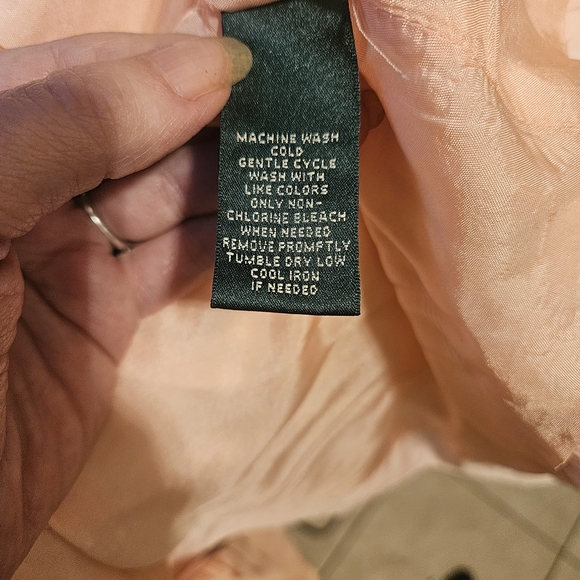 MACHINE WASH
COLD
GENTLE CYCLE
WASH WITH
LIKE COLORS
ONLY NON-
CHLORINE BLEACH
WHEN NEEDED
REMOVE PROMPTLY
TUMBLE DRY LOW
COOL IRON
IF NEEDED